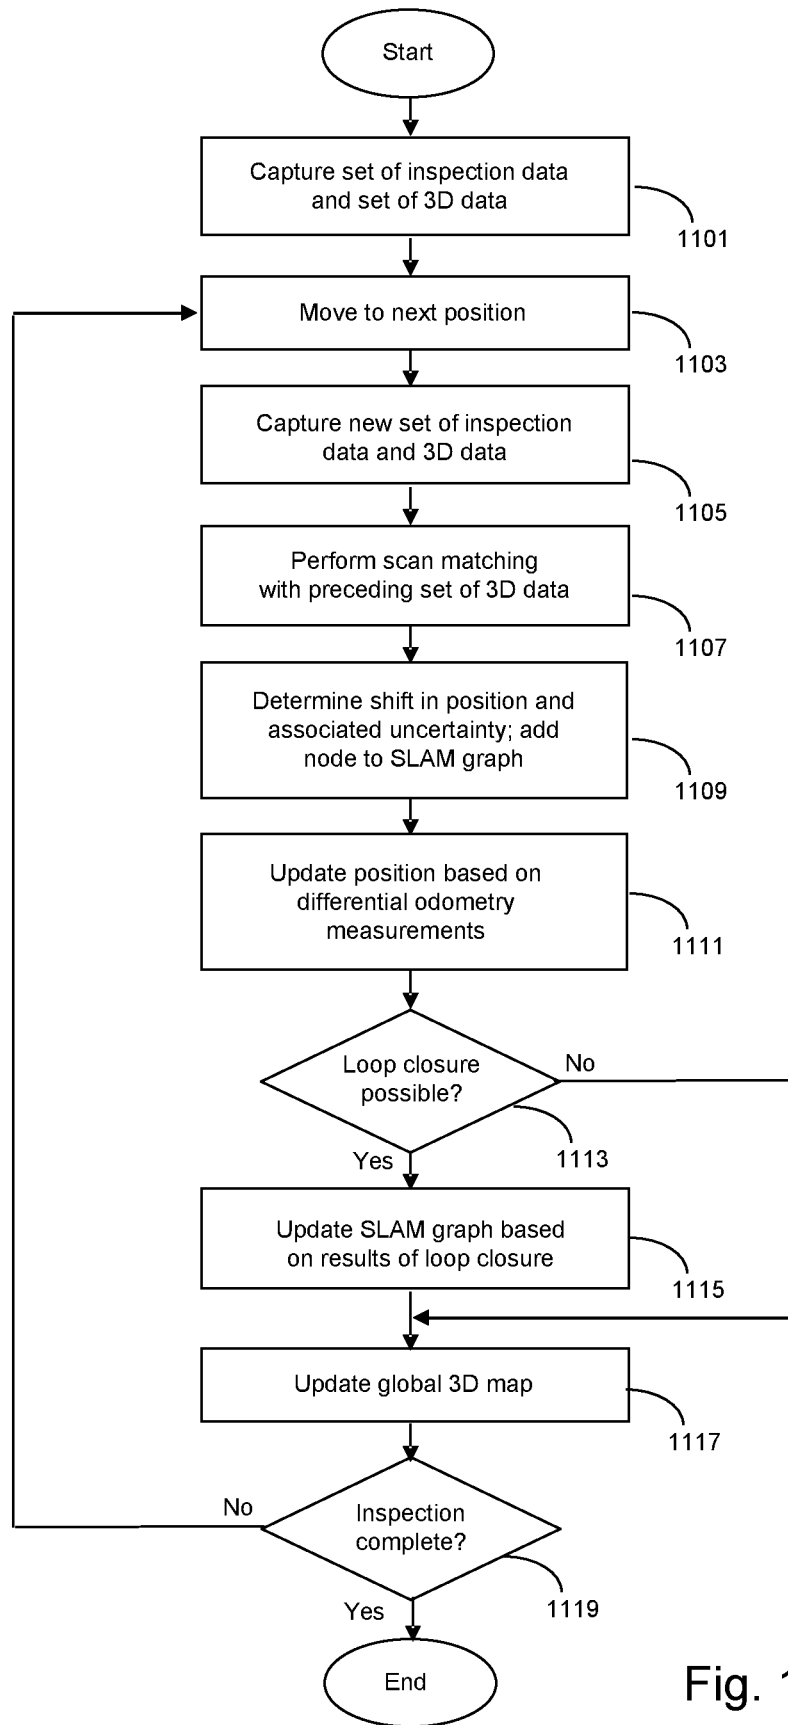 Start
Capture set of inspection data
and set of 3D data
1101
Move to next position
1103
Capture new set of inspection
data and 3D data
1105
Perform scan matching
with preceding set of 3D data
1107
Determine shift in position and
associated uncertainty; add
node to SLAM graph
1109
Update position based on
differential odometry
measurements
1111
Loop closure
possible?
No
1113
Yes
Update SLAM graph based
on results of loop closure
1115
Update global 3D map
1117
No
Inspection
complete?
1119
Yes
End
Fig.